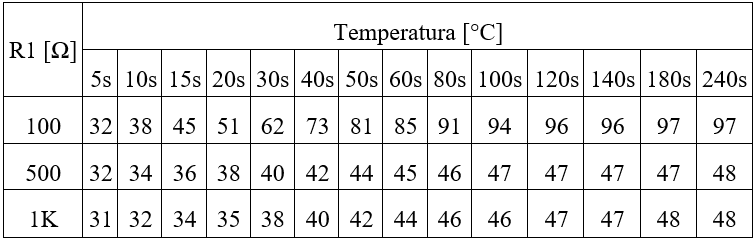 R1 [Ω] Temperatura [°C]
5s 10s 15s 20s 30s 40s 50s 60s 80s 100s 120s 140s 180s 240s
100 32 38 45 51 62 73 81 85 91 94 96 96 97 97
500 32 34 36 38 40 42 44 45 46 47 47 47 47 48
1K 31 32 34 35 38 40 42 44 46 46 47 47 48 48